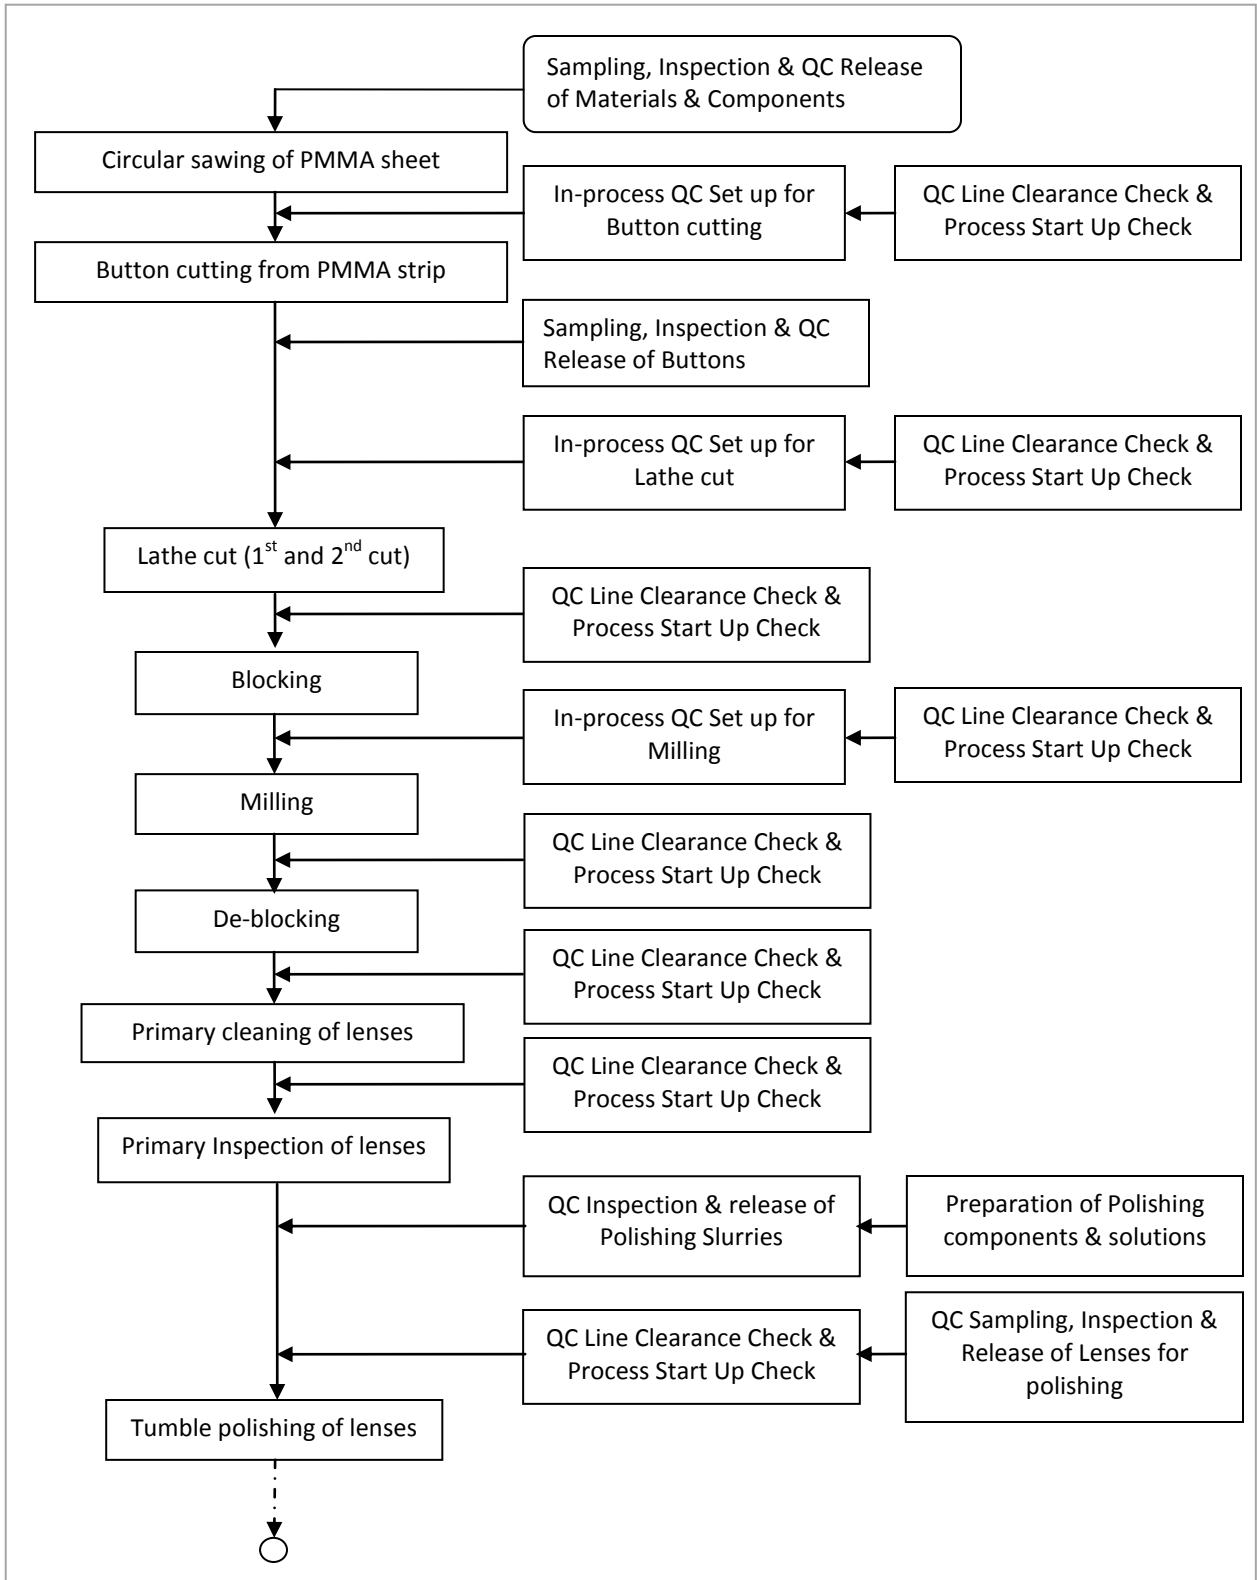 Sampling, Inspection & QC Release
of Materials & Components
Circular sawing of PMMA sheet
In-process QC Set up for
Button cutting
QC Line Clearance Check &
Process Start Up Check
Button cutting from PMMA strip
Sampling, Inspection & QC
Release of Buttons
In-process QC Set up for
Lathe cut
QC Line Clearance Check &
Process Start Up Check
Lathe cut (1st and 2nd cut)
QC Line Clearance Check &
Process Start Up Check
Blocking
In-process QC Set up for
Milling
QC Line Clearance Check &
Process Start Up Check
Milling
QC Line Clearance Check &
Process Start Up Check
De-blocking
QC Line Clearance Check &
Process Start Up Check
Primary cleaning of lenses
QC Line Clearance Check &
Process Start Up Check
Primary Inspection of lenses
QC Inspection & release of
Polishing Slurries
Preparation of Polishing
components & solutions
QC Line Clearance Check &
Process Start Up Check
QC Sampling, Inspection &
Release of Lenses for
polishing
Tumble polishing of lenses